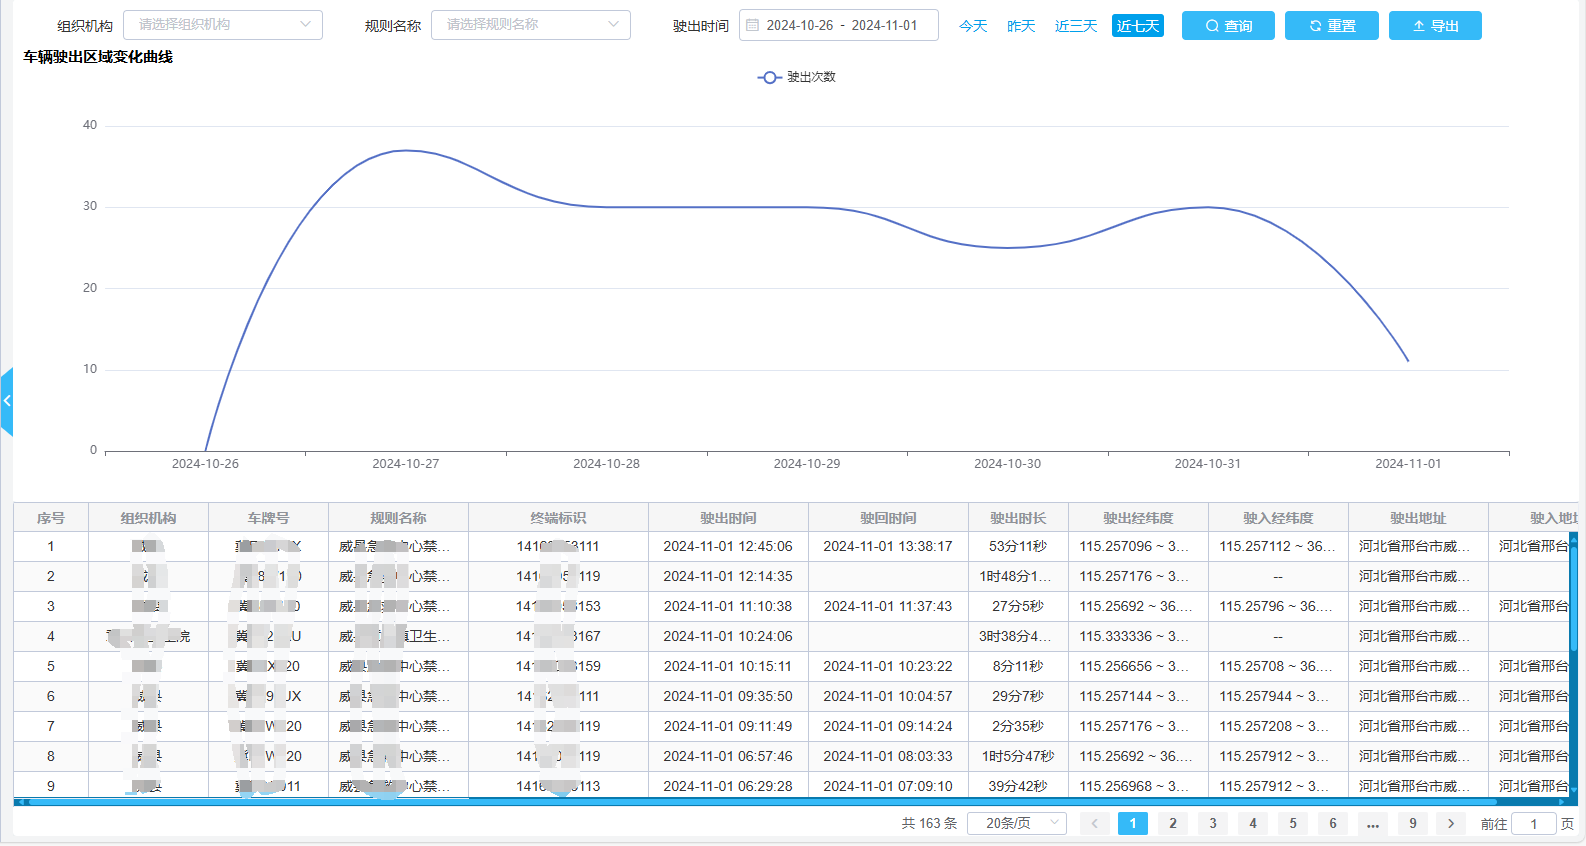 组织机构 请选择组织机构 规则名称 请选择规则名称 驶出时间 2024-10-26 - 2024-11-01 今天 昨天 近三天 近七天 查询 重置 导出
车辆驶出区域变化曲线
驶出次数
40
30
20
10
0
2024-10-26 2024-10-27 2024-10-28 2024-10-29 2024-10-30 2024-10-31 2024-11-01
序号 组织机构 车牌号 规则名称 终端标识 驶出时间 驶回时间 驶出时长 驶出经纬度 驶入经纬度 驶出地址 驶入地址
1 2024-11-01 12:45:06 2024-11-01 13:38:17 53分11秒 115.257096 ~ 3... 115.257112 ~ 36... 河北省邢台市威... 河北省邢台
2 2024-11-01 12:14:35 1时48分1... 115.257176 ~ 3... -- 河北省邢台市威...
3 2024-11-01 11:10:38 2024-11-01 11:37:43 27分5秒 115.25692 ~ 36.... 115.25796 ~ 36.... 河北省邢台市威... 河北省邢台
4 2024-11-01 10:24:06 3时38分4... 115.333336 ~ 3... -- 河北省邢台市威...
5 2024-11-01 10:15:11 2024-11-01 10:23:22 8分11秒 115.256656 ~ 3... 115.25708 ~ 36.... 河北省邢台市威... 河北省邢台
6 2024-11-01 09:35:50 2024-11-01 10:04:57 29分7秒 115.257144 ~ 3... 115.257944 ~ 3... 河北省邢台市威... 河北省邢台
7 2024-11-01 09:11:49 2024-11-01 09:14:24 2分35秒 115.257176 ~ 3... 115.257208 ~ 3... 河北省邢台市威... 河北省邢台
8 2024-11-01 06:57:46 2024-11-01 08:03:33 1时5分47秒 115.25692 ~ 36.... 115.257912 ~ 3... 河北省邢台市威... 河北省邢台
9 2024-11-01 06:29:28 2024-11-01 07:09:10 39分42秒 115.256968 ~ 3... 115.257912 ~ 3... 河北省邢台市威... 河北省邢台
共 163 条 20条/页 1 2 3 4 5 6 ... 9 前往 1 页